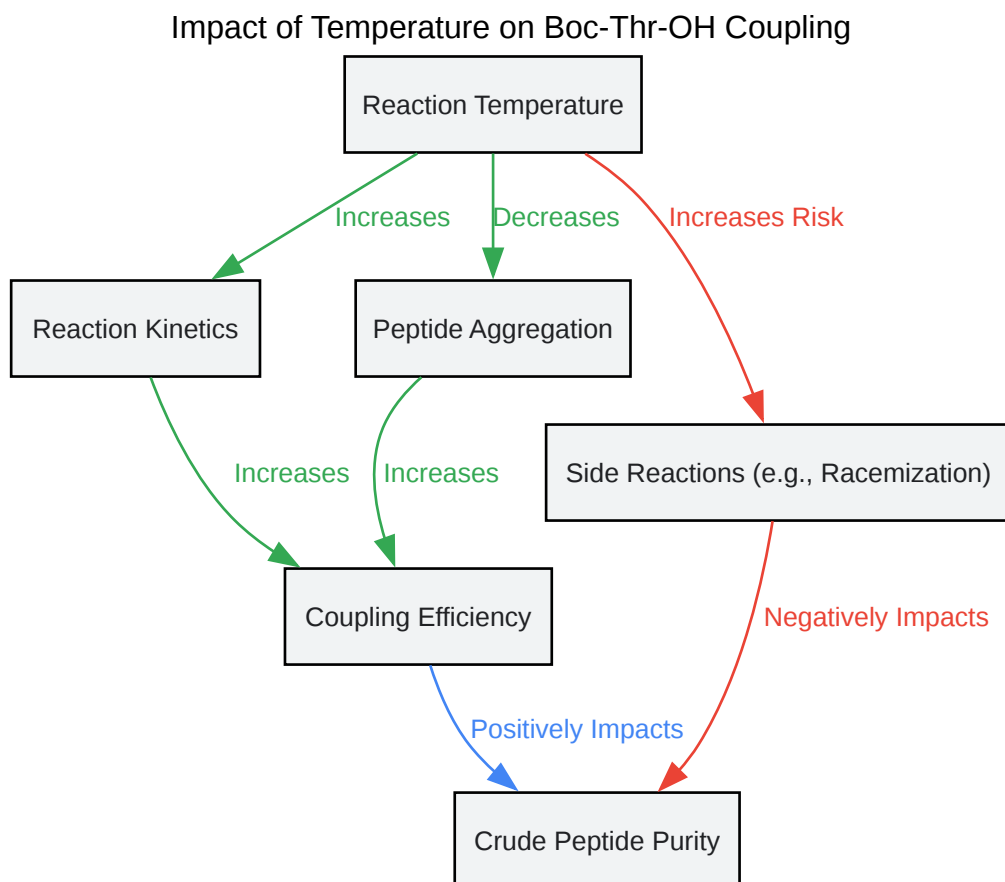 Impact of Temperature on Boc-Thr-OH Coupling
Reaction Temperature
Increases
Decreases
Increases Risk
Reaction Kinetics
Peptide Aggregation
Increases
Increases
Side Reactions (e.g., Racemization)
Coupling Efficiency
Negatively Impacts
Positively Impacts
Crude Peptide Purity